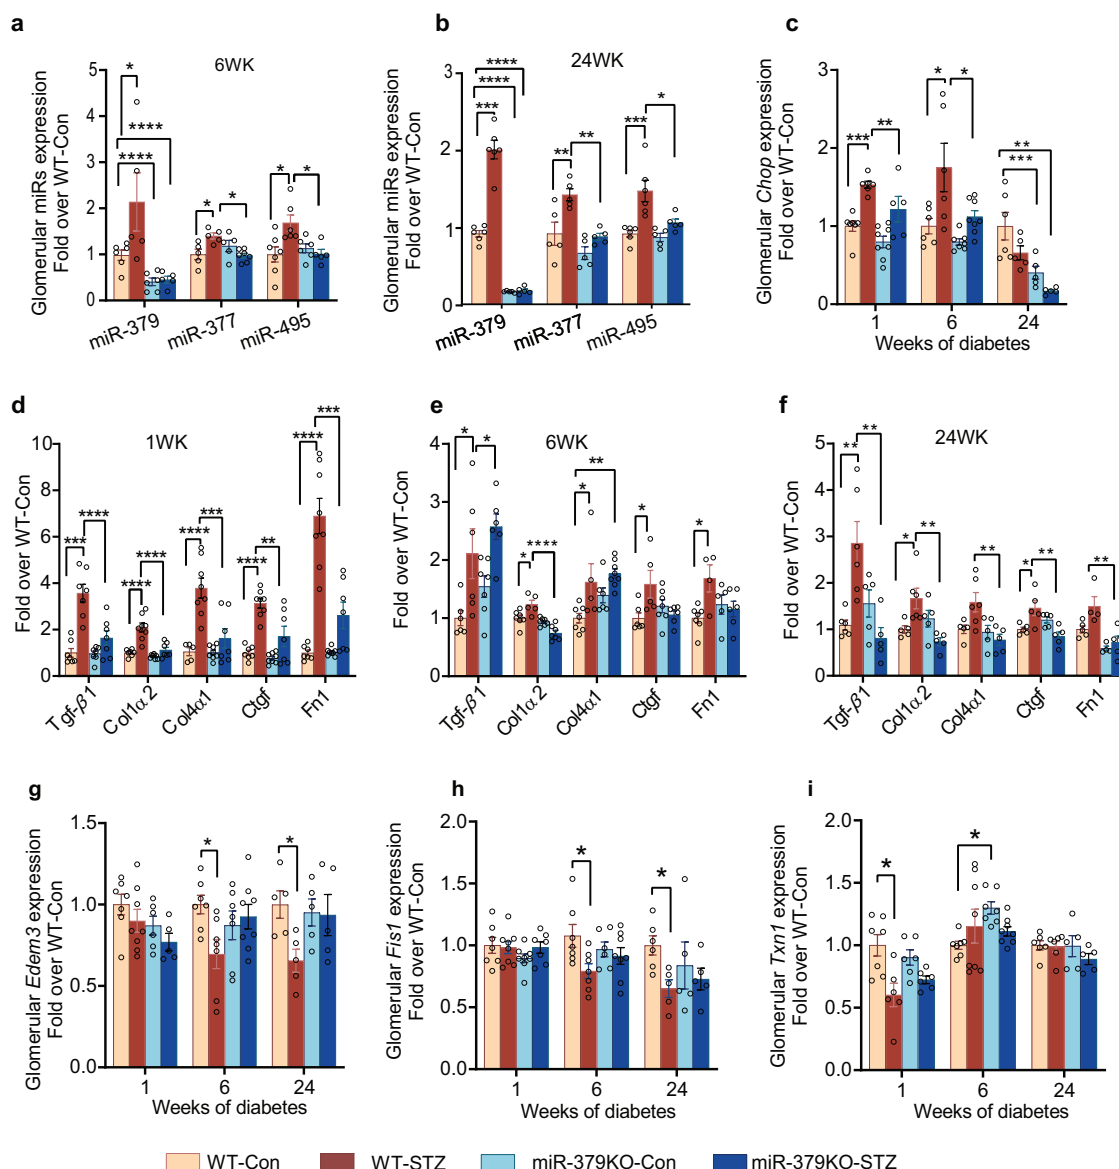 a
6WK
Glomerular miRs expression
Fold over WT-Con
5
4
3
2
1
0
*
****
****
*
*
*
*
miR-379
miR-377
miR-495
b
24WK
Glomerular miRs expression
Fold over WT-Con
3
2
1
0
****
****
***
**
**
***
*
miR-379
miR-377
miR-495
c
Glomerular Chop expression
Fold over WT-Con
3
2
1
0
***
**
*
*
**
***
1
6
24
Weeks of diabetes
d
1WK
Fold over WT-Con
10
8
6
4
2
0
***
****
****
****
****
***
****
**
****
***
Tgf-β1
Col1α2
Col4α1
Ctgf
Fn1
e
6WK
Fold over WT-Con
4
3
2
1
0
*
*
*
****
*
**
*
*
Tgf-β1
Col1α2
Col4α1
Ctgf
Fn1
f
24WK
Fold over WT-Con
5
4
3
2
1
0
**
**
*
**
**
*
**
**
Tgf-β1
Col1α2
Col4α1
Ctgf
Fn1
g
Glomerular Edem3 expression
Fold over WT-Con
1.5
1.0
0.5
0.0
*
*
1
6
24
Weeks of diabetes
h
Glomerular Fis1 expression
Fold over WT-Con
2.0
1.5
1.0
0.5
0.0
*
*
1
6
24
Weeks of diabetes
i
Glomerular Txn1 expression
Fold over WT-Con
2.0
1.5
1.0
0.5
0.0
*
*
1
6
24
Weeks of diabetes
WT-Con
WT-STZ
miR-379KO-Con
miR-379KO-STZ